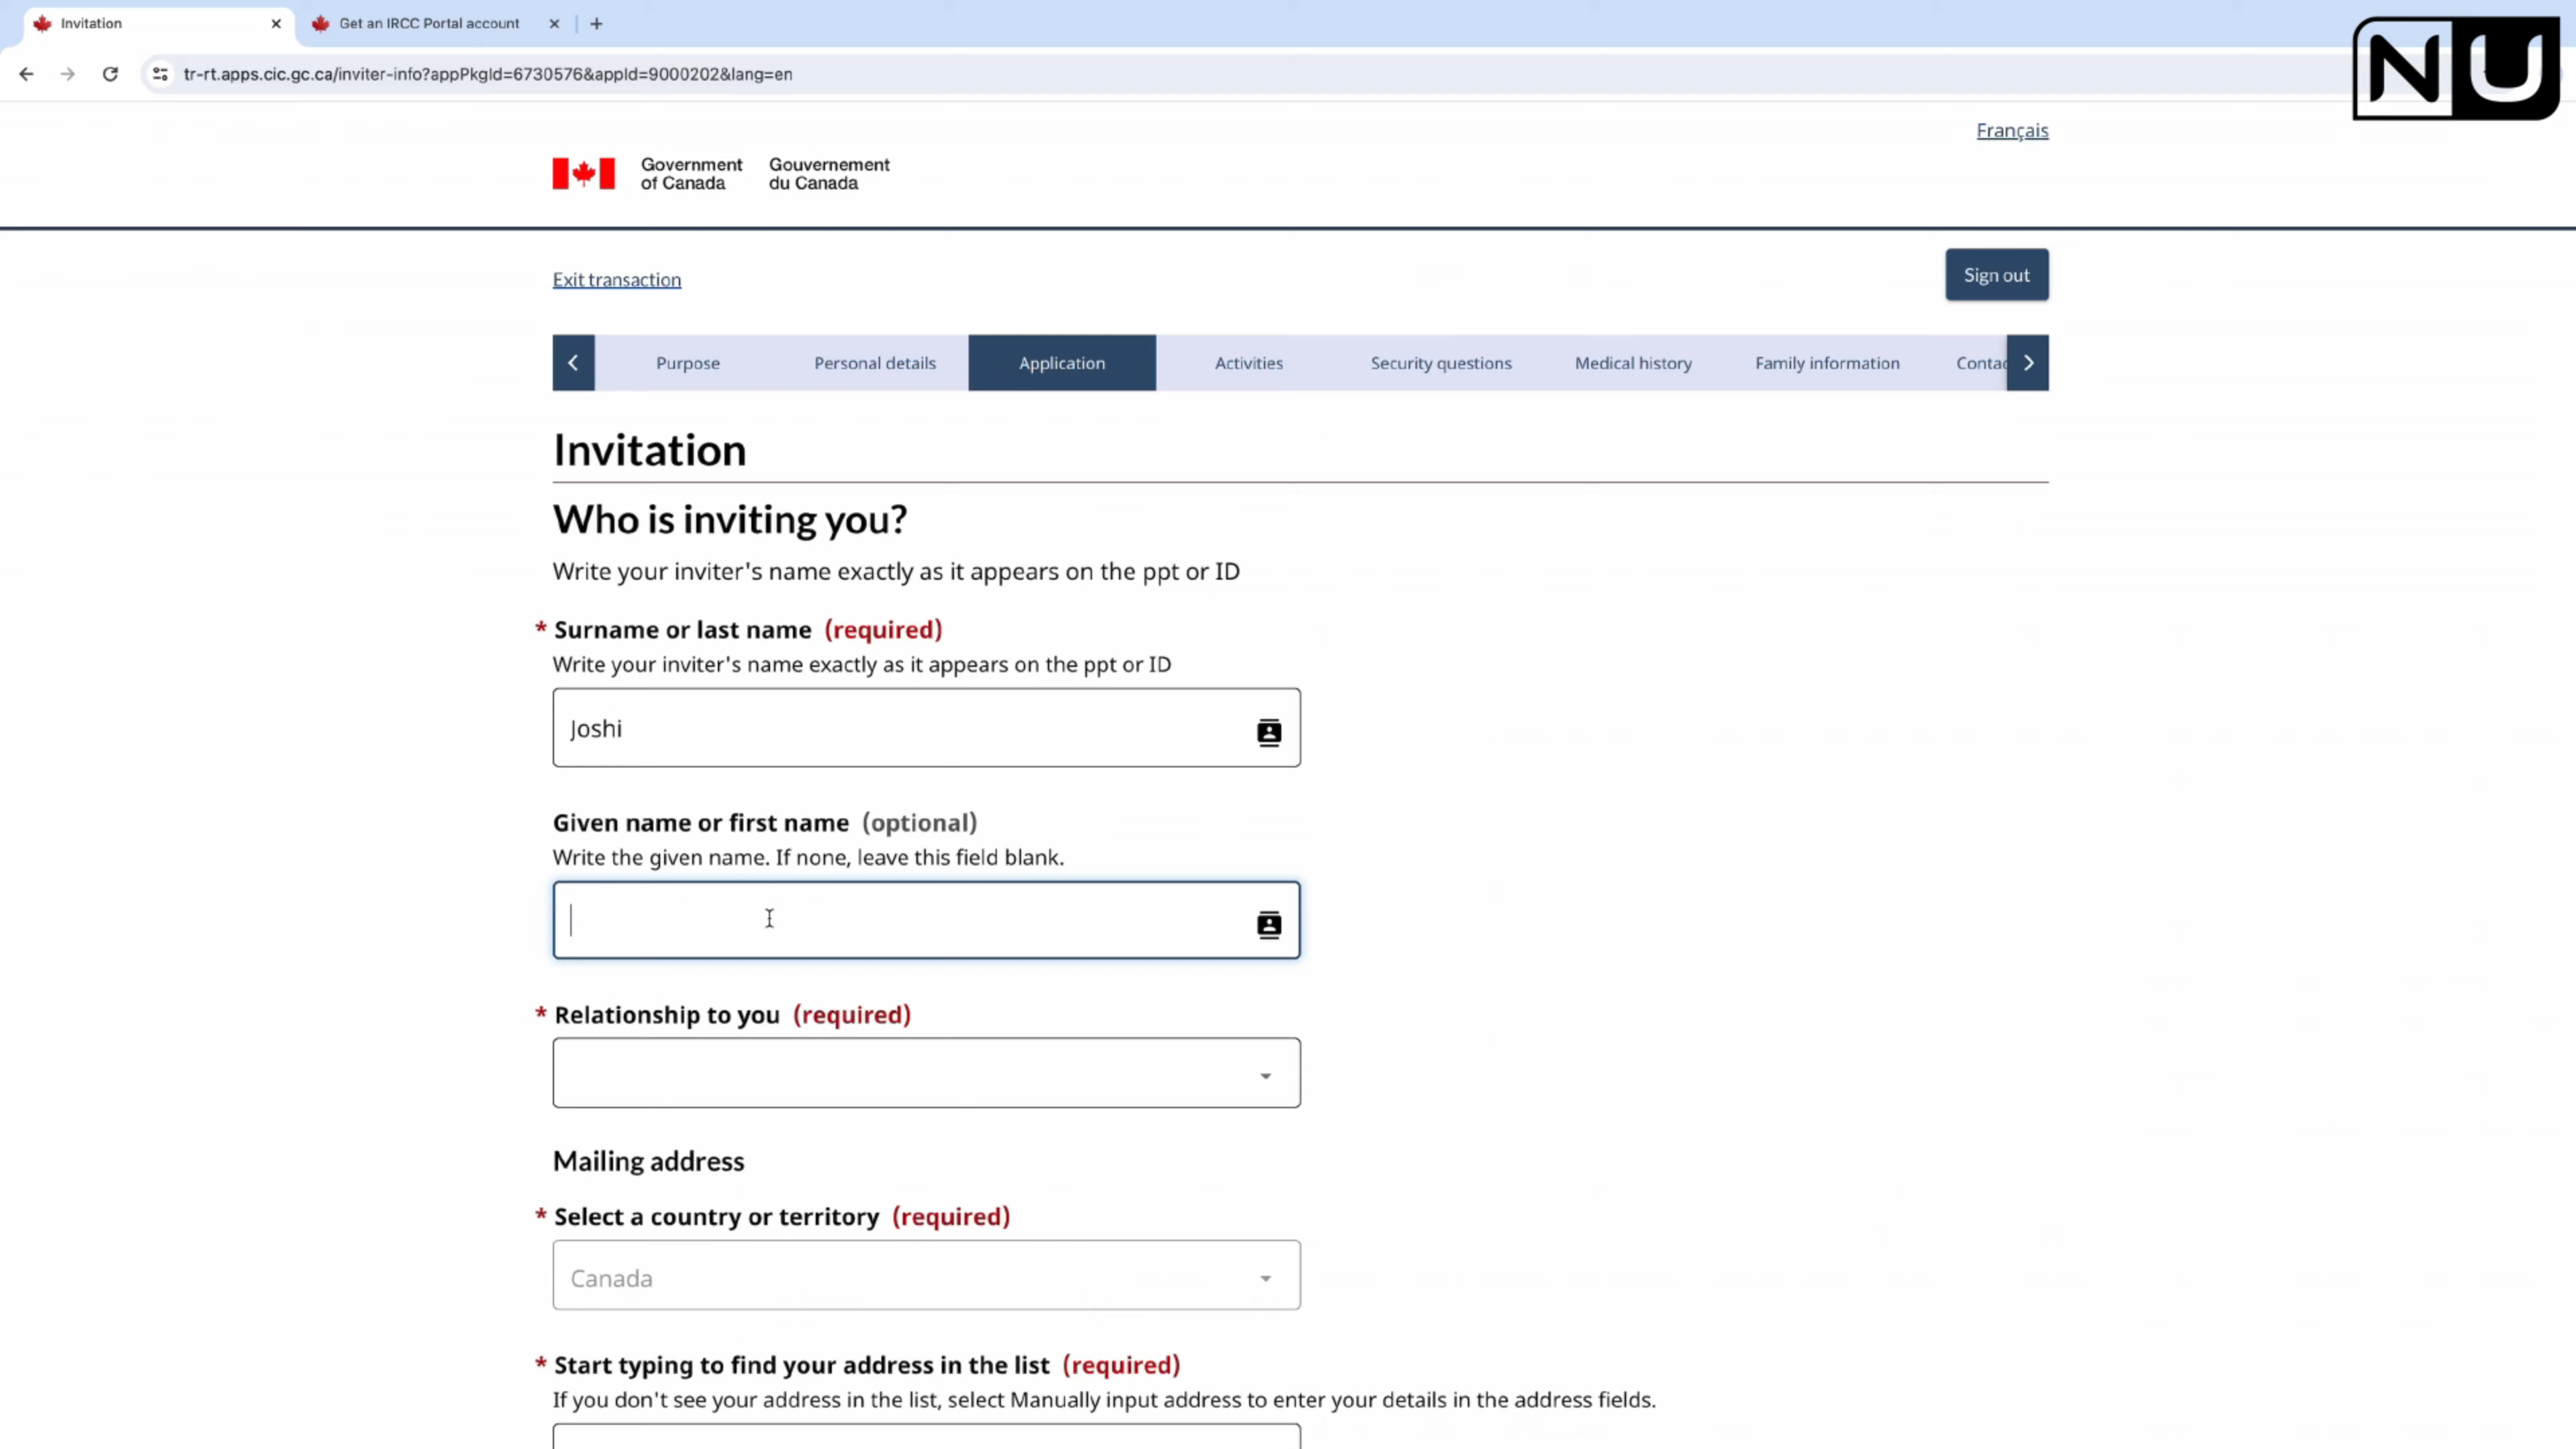 Invitation
Get an IRCC Portal account
tr-rt.apps.cic.gc.ca/inviter-info?appPkgId=6730576&appId=9000202&lang=en
NU
Français
Government of Canada
Gouvernement du Canada
Exit transaction
Sign out
Purpose Personal details Application Activities Security questions Medical history Family information Contac
Invitation
Who is inviting you?
Write your inviter's name exactly as it appears on the ppt or ID
* Surname or last name (required)
Write your inviter's name exactly as it appears on the ppt or ID
Joshi
Given name or first name (optional)
Write the given name. If none, leave this field blank.
* Relationship to you (required)
Mailing address
* Select a country or territory (required)
Canada
* Start typing to find your address in the list (required)
If you don't see your address in the list, select Manually input address to enter your details in the address fields.